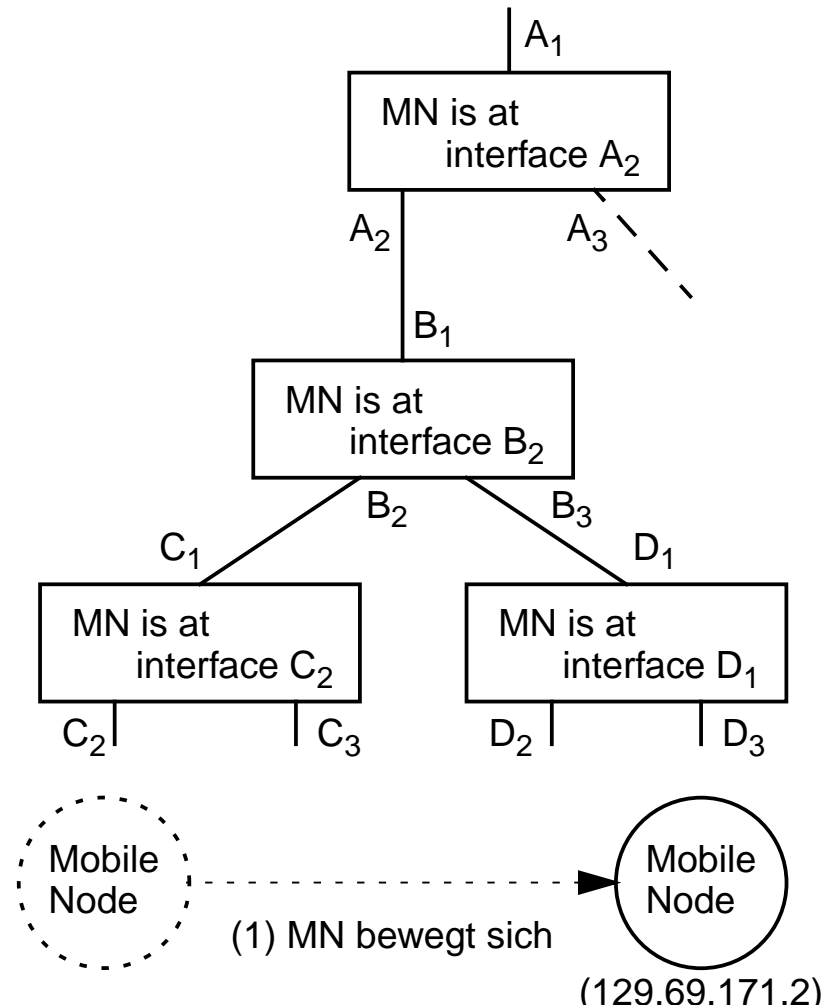 A1
MN is at
interface A2
A2
A3
B1
MN is at
interface B2
B2
B3
C1
D1
MN is at
interface C2
MN is at
interface D1
C2
C3
D2
D3
Mobile
Node
Mobile
Node
(1) MN bewegt sich
(129.69.171.2)